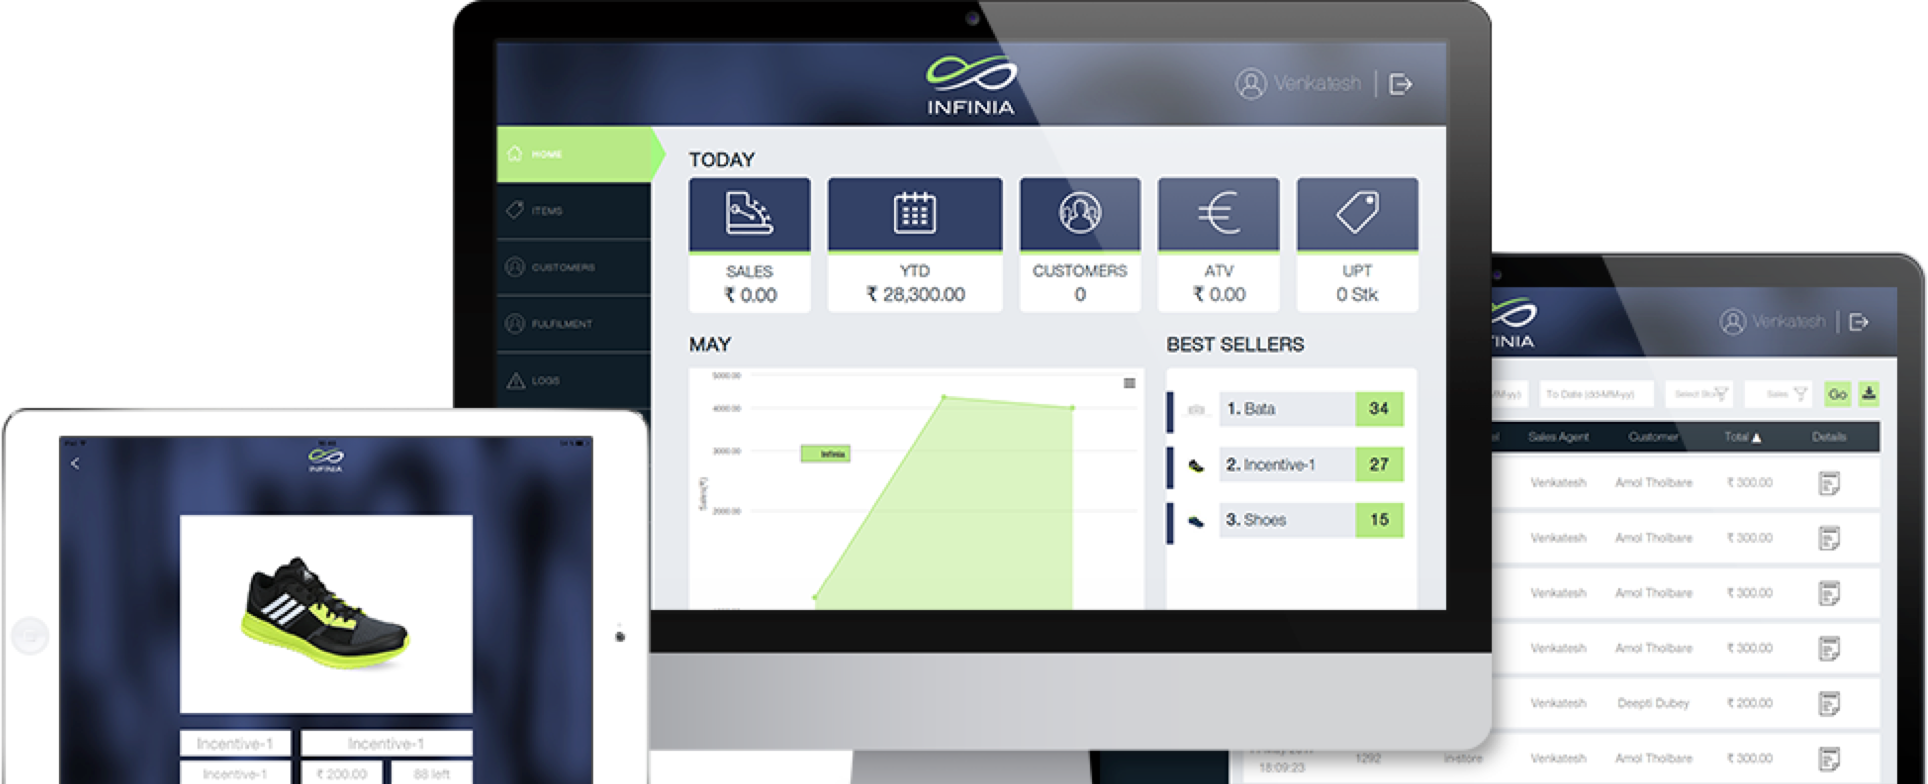 INFINIA
Venkatesh
HOME
ITEMS
CUSTOMERS
FULFILMENT
LOGS
TODAY
SALES
₹ 0.00
YTD
₹ 28,300.00
CUSTOMERS
0
ATV
₹ 0.00
UPT
0 Stk
MAY
5000.00
4000.00
3000.00
2000.00
Sales(₹)
Infinia
BEST SELLERS
1. Bata 34
2. Incentive-1 27
3. Shoes 15
INFINIA
Incentive-1 Incentive-1
Incentive-1 ₹ 200.00 88 left
INIA
Venkatesh
To Date (dd-MM-yy) Sales Go
Sales Agent Customer Total ▲ Details
Venkatesh Amol Tholbare ₹ 300.00
Venkatesh Amol Tholbare ₹ 300.00
Venkatesh Amol Tholbare ₹ 300.00
Venkatesh Amol Tholbare ₹ 300.00
Venkatesh Deepti Dubey ₹ 200.00
18:09:23 1292 in-store Venkatesh Amol Tholbare ₹ 300.00